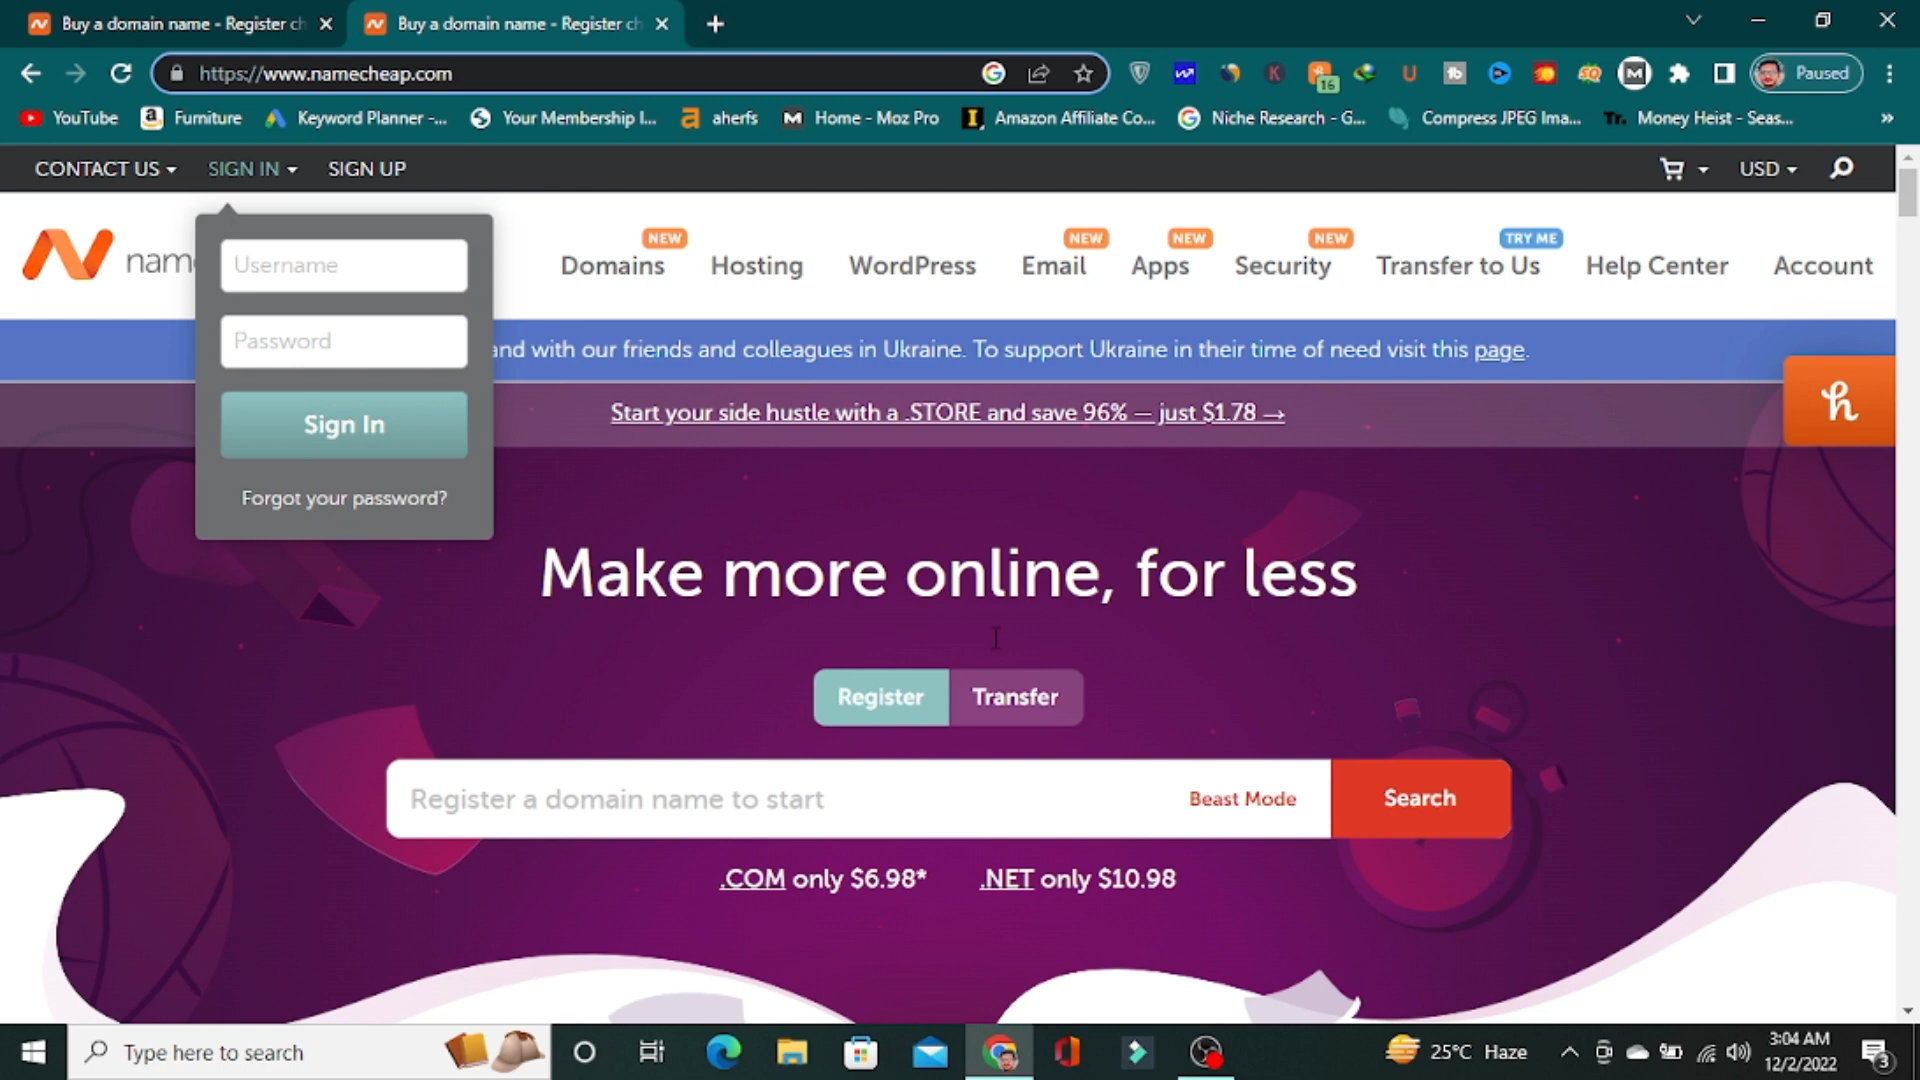 Buy a domain name - Register ch
Buy a domain name - Register ch
https://www.namecheap.com
16
Paused
YouTube
Furniture
Keyword Planner -...
Your Membership I...
aherfs
Home - Moz Pro
Amazon Affiliate Co...
Niche Research - G...
Compress JPEG Ima...
Tr. Money Heist - Seas...
»
CONTACT US
SIGN IN
SIGN UP
USD
NEW
NEW
NEW
NEW
TRY ME
name
Domains
Hosting
WordPress
Email
Apps
Security
Transfer to Us
Help Center
Account
Username
Password
Sign In
Forgot your password?
and with our friends and colleagues in Ukraine. To support Ukraine in their time of need visit this page.
Start your side hustle with a .STORE and save 96% — just $1.78 →
Make more online, for less
Register
Transfer
Register a domain name to start
Beast Mode
Search
.COM only $6.98*
.NET only $10.98
Type here to search
25°C Haze
3:04 AM
12/2/2022
3